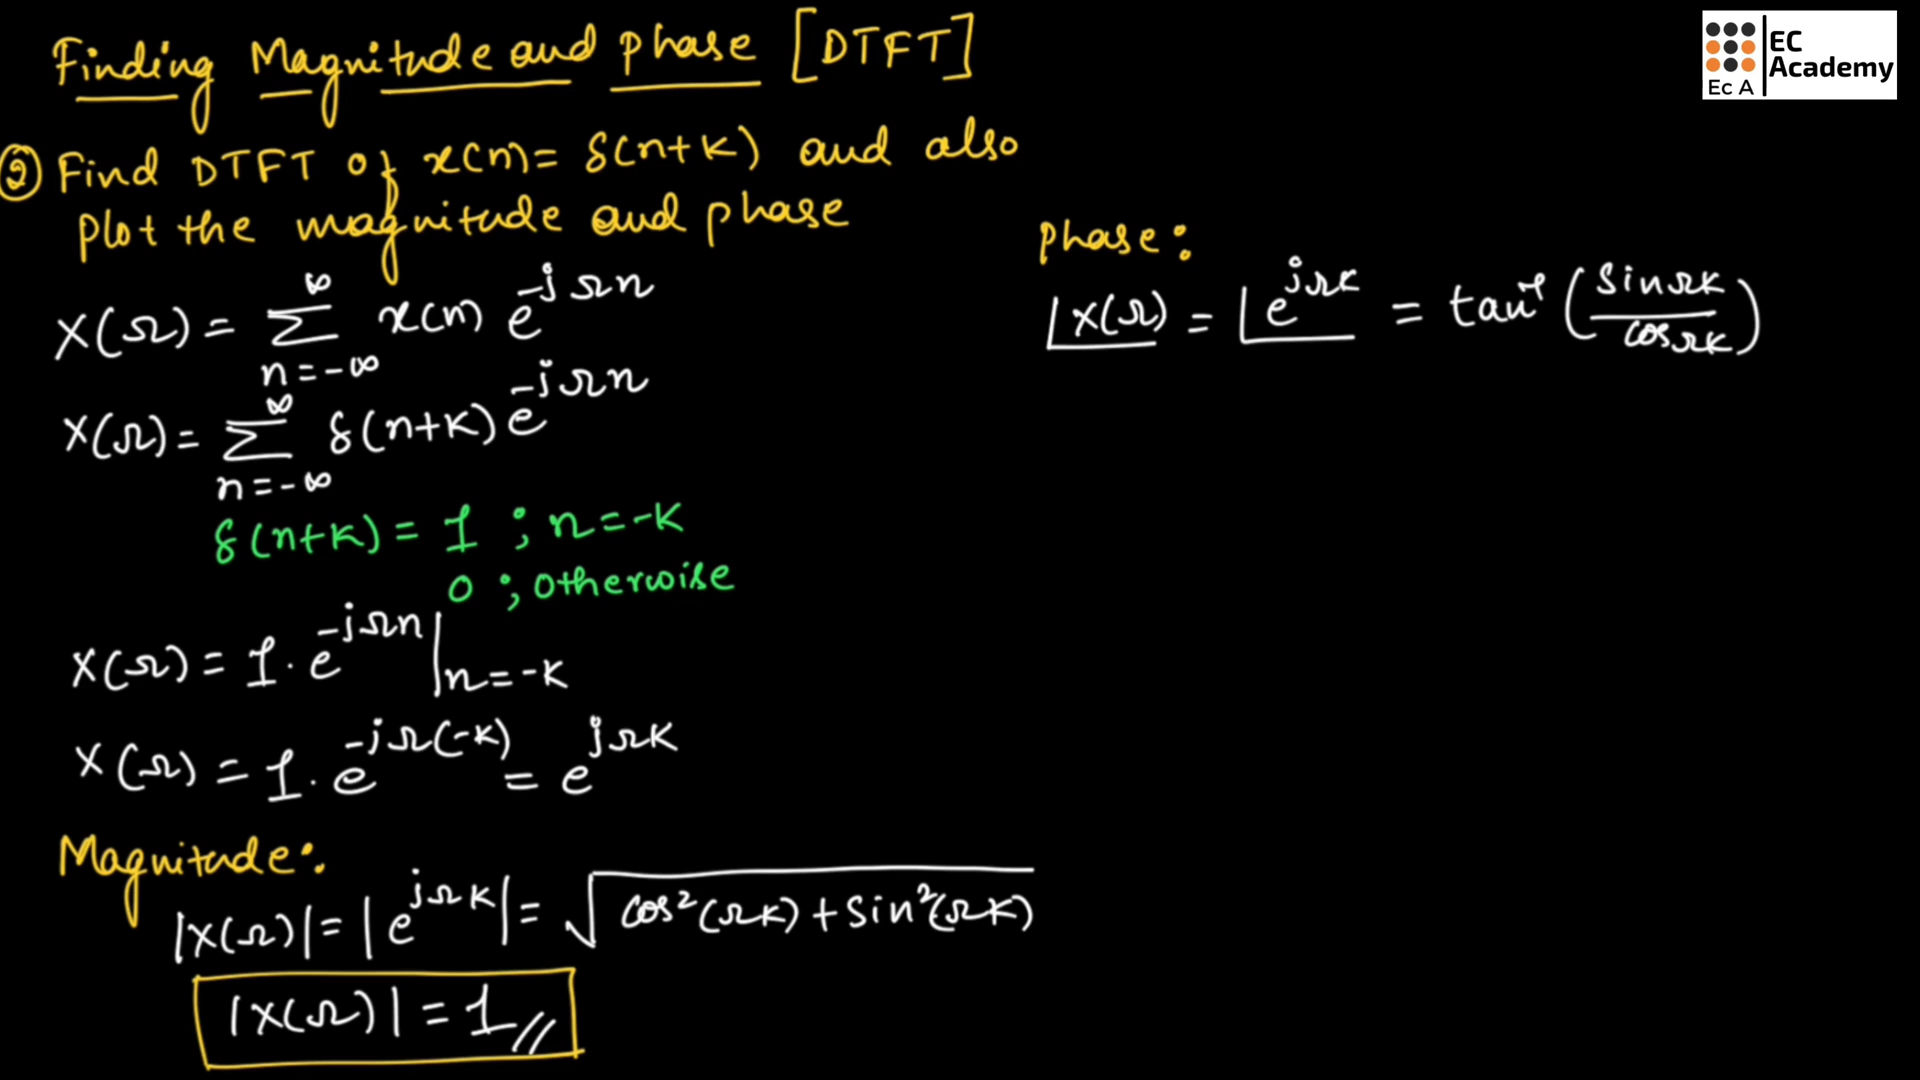 Finding Magnitude and phase [DTFT]
② Find DTFT of x(n) = δ(n+k) and also
plot the magnitude and phase
X(Ω) = ∑_{n=-∞}^{∞} x(n) e^{-jΩn}
X(Ω) = ∑_{n=-∞}^{∞} δ(n+k) e^{-jΩn}
δ(n+k) = 1 ; n = -k
0 ; otherwise
X(Ω) = 1 . e^{-jΩn} |_{n = -k}
X(Ω) = 1 . e^{-jΩ(-k)} = e^{jΩk}
Magnitude:
|X(Ω)| = |e^{jΩk}| = √(cos²(Ωk) + sin²(Ωk))
|X(Ω)| = 1 //
phase:
∠X(Ω) = ∠e^{jΩk} = tan⁻¹ (sinΩk / cosΩk)
EC
Academy
Ec A